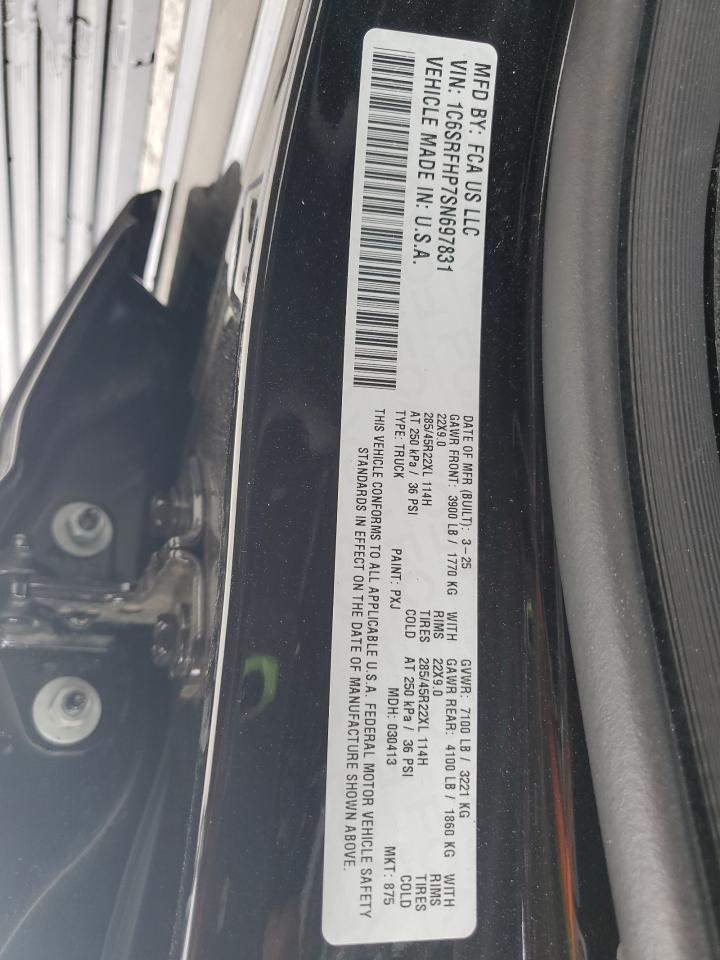 MFD BY: FCA US LLC
VIN: 1C6SRFHP7SN697831
VEHICLE MADE IN: U.S.A.
DATE OF MFR (BUILT): 3-25 GVWR: 7100 LB / 3221 KG
GAWR FRONT: 3900 LB / 1770 KG WITH GAWR REAR: 4100 LB / 1860 KG WITH
22X9.0 RIMS 22X9.0 RIMS
285/45R22XL 114H TIRES 285/45R22XL 114H TIRES
AT 250 kPa / 36 PSI COLD AT 250 kPa / 36 PSI COLD
TYPE: TRUCK PAINT: PXJ MDH: 030413 MKT: 875
THIS VEHICLE CONFORMS TO ALL APPLICABLE U.S.A. FEDERAL MOTOR VEHICLE SAFETY
STANDARDS IN EFFECT ON THE DATE OF MANUFACTURE SHOWN ABOVE.